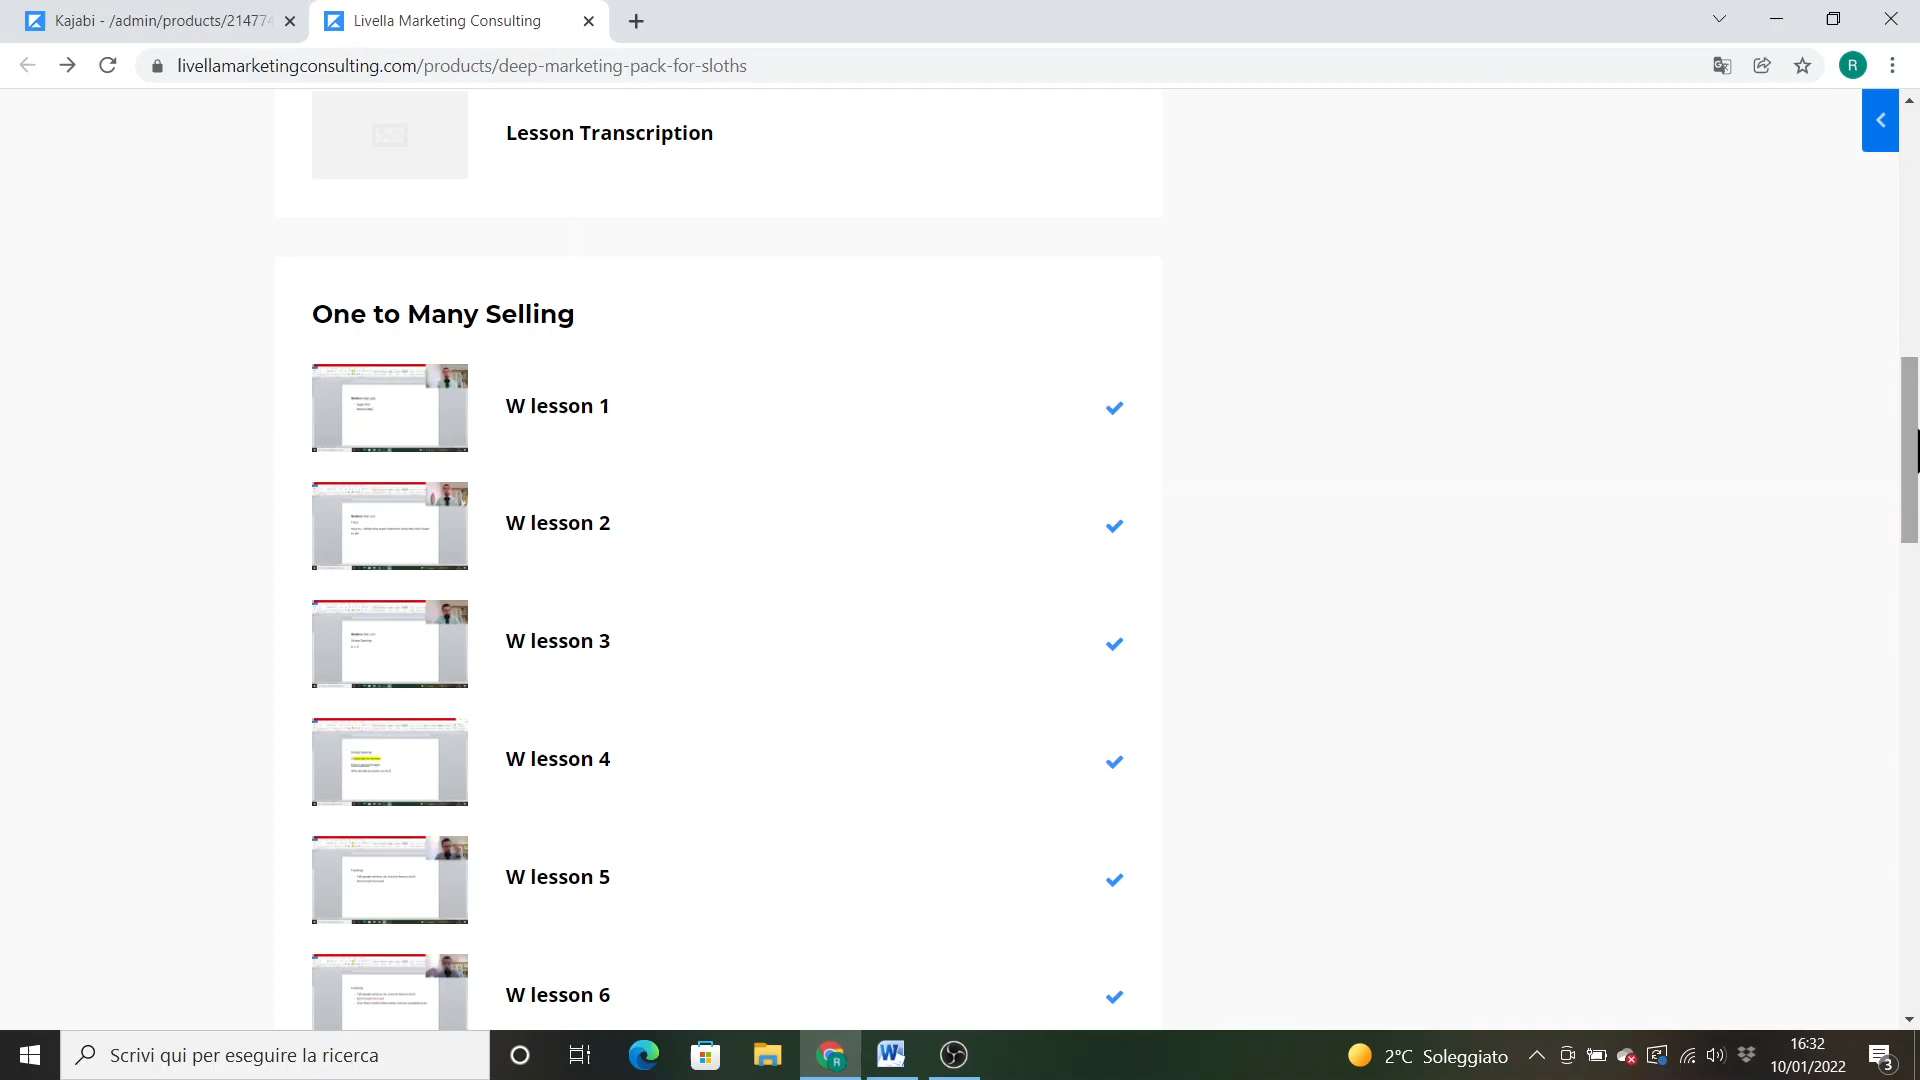 Kajabi - /admin/products/21477
Livella Marketing Consulting
livellamarketingconsulting.com/products/deep-marketing-pack-for-sloths
R
Lesson Transcription
One to Many Selling
W lesson 1
W lesson 2
W lesson 3
W lesson 4
W lesson 5
W lesson 6
Scrivi qui per eseguire la ricerca
2°C Soleggiato
16:32
10/01/2022
3